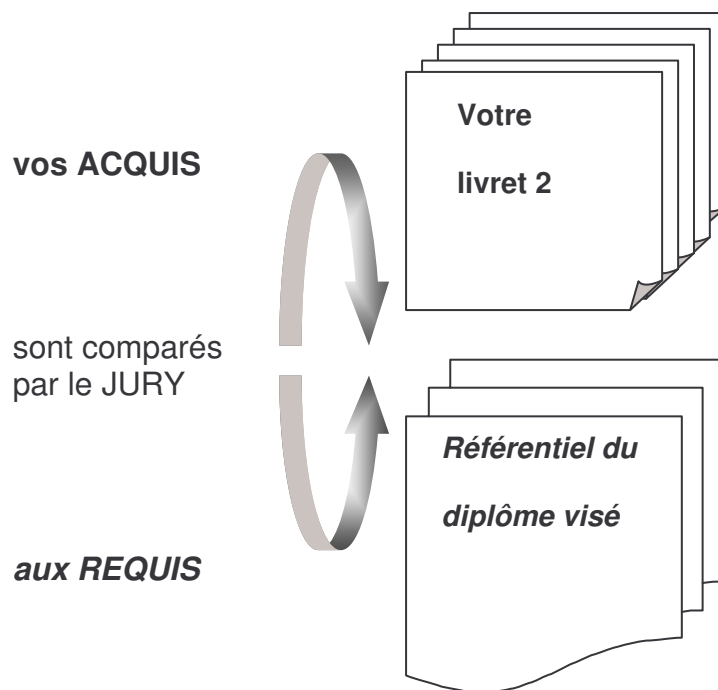 Votre
livret 2
vos ACQUIS
sont comparés
par le JURY
Référentiel du
diplôme visé
aux REQUIS